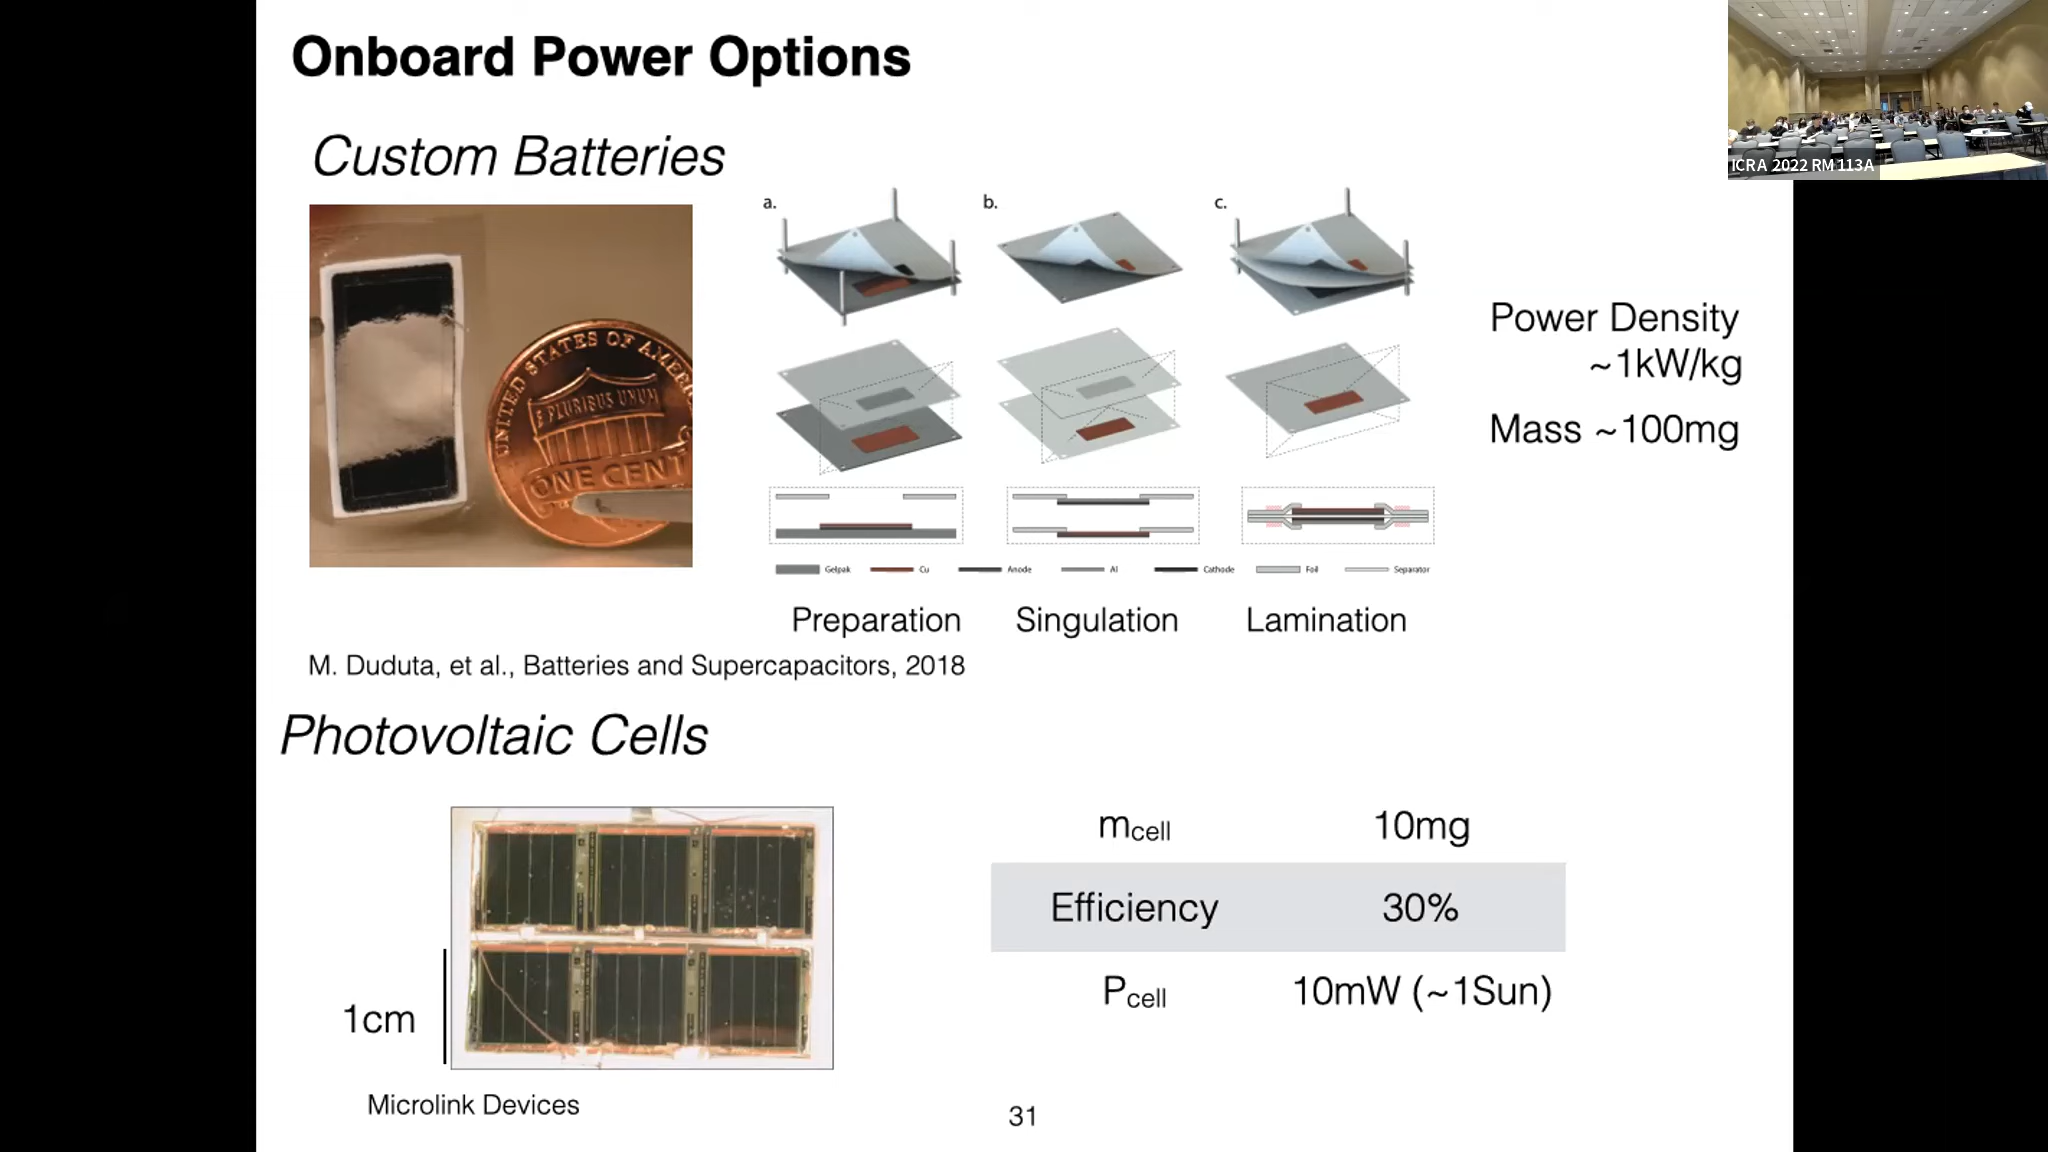 Onboard Power Options
ICRA 2022 RM 113A
Custom Batteries
UNITED STATES OF AMERI
E PLURIBUS UNUM
ONE CENT
a.
b.
c.
Gelpak
Cu
Anode
Al
Cathode
Foil
Separator
Preparation
Singulation
Lamination
Power Density
~1kW/kg
Mass ~100mg
M. Duduta, et al., Batteries and Supercapacitors, 2018
Photovoltaic Cells
1cm
Microlink Devices
mcell 10mg
Efficiency 30%
Pcell 10mW (~1Sun)
31